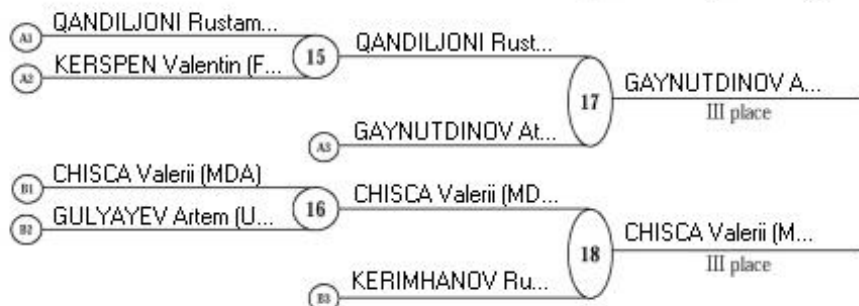 A1 QANDILJONI Rustam...
15 QANDILJONI Rust...
A2 KERSPEN Valentin (F...
17 GAYNUTDINOV A...
III place
A3 GAYNUTDINOV At...
B1 CHISCA Valerii (MDA)
16 CHISCA Valerii (MD...
B2 GULYAYEV Artem (U...
18 CHISCA Valerii (M...
III place
B3 KERIMHANOV Ru...